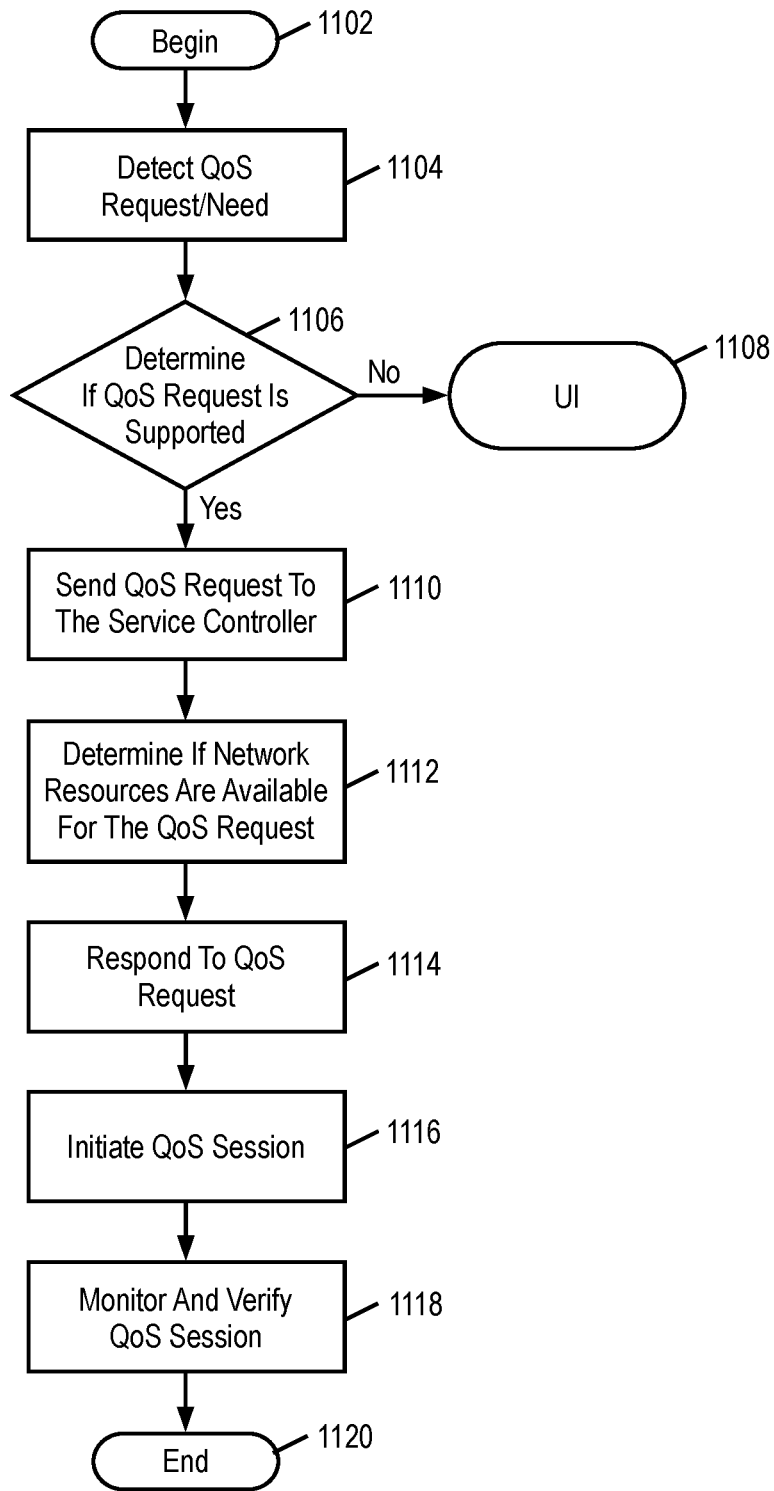 Begin
1102
Detect QoS
Request/Need
1104
1106
Determine
If QoS Request Is
Supported
No
UI
1108
Yes
Send QoS Request To
The Service Controller
1110
Determine If Network
Resources Are Available
For The QoS Request
1112
Respond To QoS
Request
1114
Initiate QoS Session
1116
Monitor And Verify
QoS Session
1118
End
1120